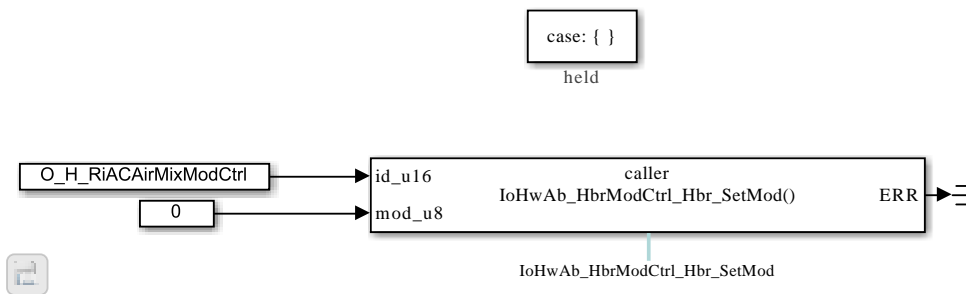 case: { }
held
O_H_RiACAirMixModCtrl
0
id_u16
mod_u8
caller
IoHwAb_HbrModCtrl_Hbr_SetMod()
ERR
IoHwAb_HbrModCtrl_Hbr_SetMod